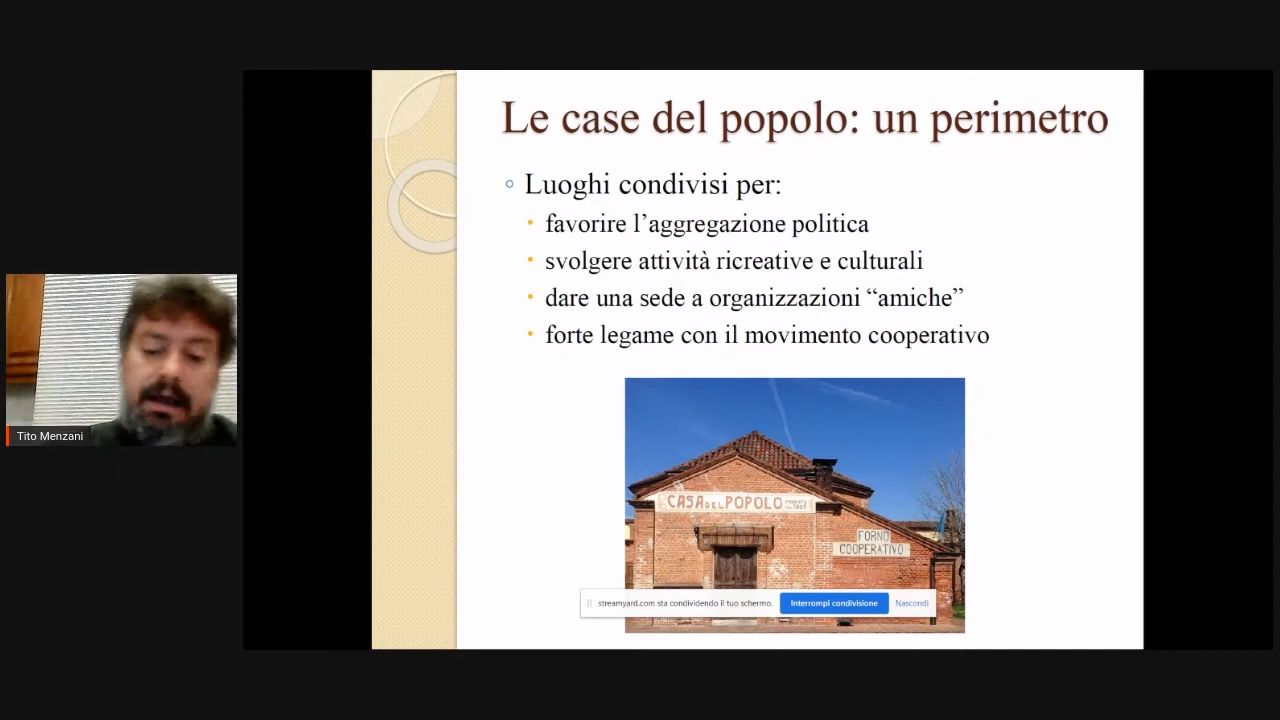 Le case del popolo: un perimetro
Luoghi condivisi per:
favorire l’aggregazione politica
svolgere attività ricreative e culturali
dare una sede a organizzazioni “amiche”
forte legame con il movimento cooperativo
CASA DEL POPOLO
FORNO
COOPERATIVO
streamyard.com sta condividendo il tuo schermo.
Interrompi condivisione
Nascondi
Tito Menzani